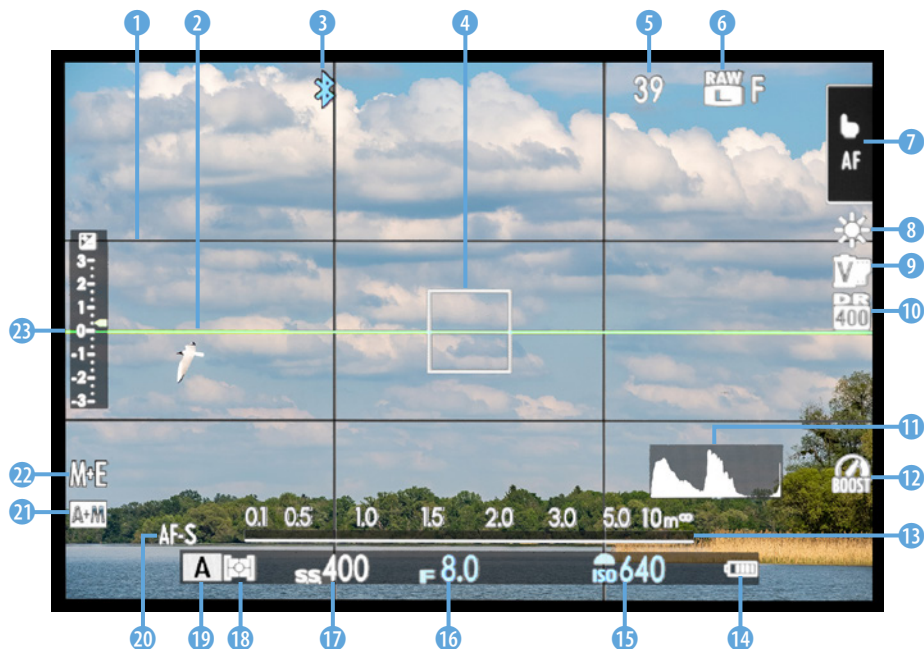 1 2 3 4 5 6
39 RAW L F
AF 7
8
V 9
DR
400 10
3
2
1
23 0
-1
-2
-3
11
22 M+E
BOOST 12
21 A+M
0.1 0.5 1.0 1.5 2.0 3.0 5.0 10m∞
20 AF-S 13
A SS 400 F 8.0 ISO 640
19 18 17 16 15 14